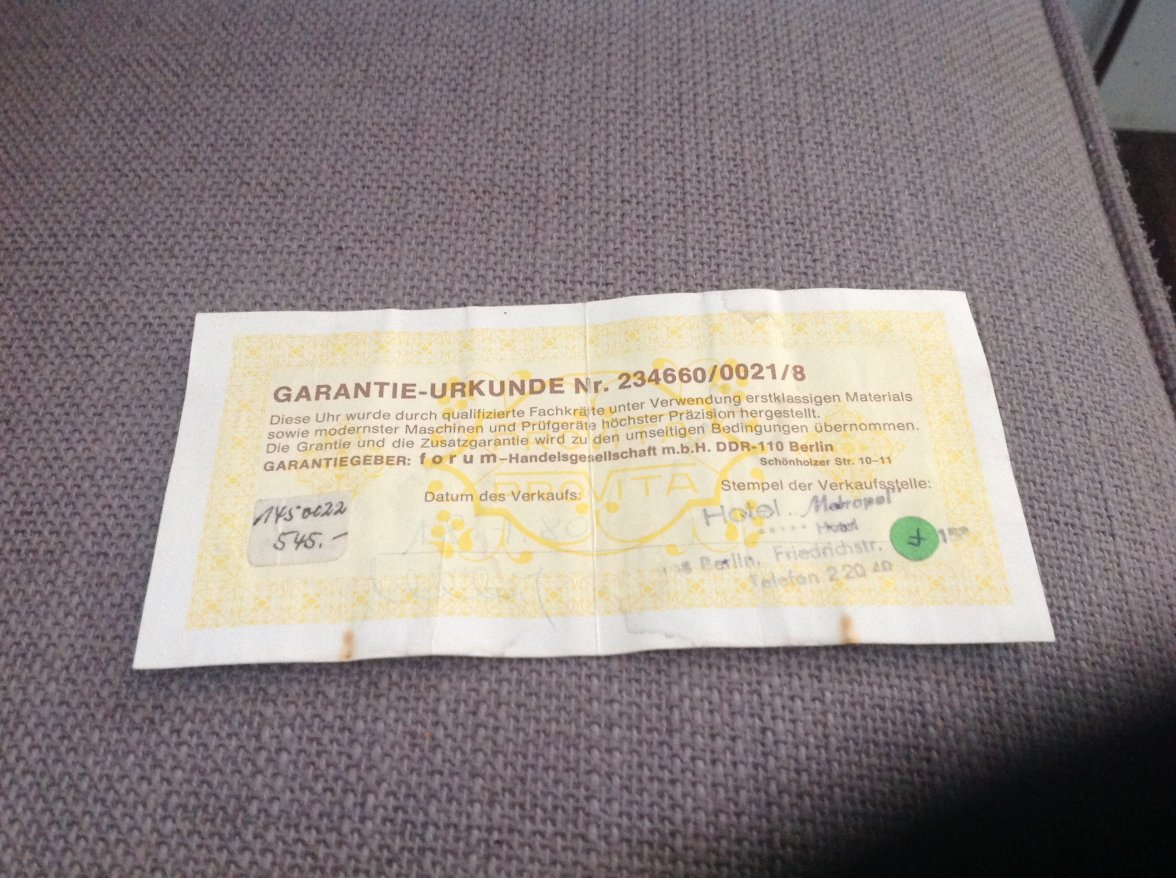 GARANTIE-URKUNDE Nr. 234660/0021/8
Diese Uhr wurde durch qualifizierte Fachkräfte unter Verwendung erstklassigen Materials
sowie modernster Maschinen und Prüfgeräte höchster Präzision hergestellt.
Die Grantie und die Zusatzgarantie wird zu den umseitigen Bedingungen übernommen.
GARANTIEGEBER: forum-Handelsgesellschaft m.b.H. DDR-110 Berlin
Schönholzer Str. 10-11
PROVITA
Datum des Verkaufs:
Stempel der Verkaufsstelle:
1450022
545.-
Hotel „Metropol"
***** Hotel
Berlin, Friedrichstr.
4
Telefon 2 20 40